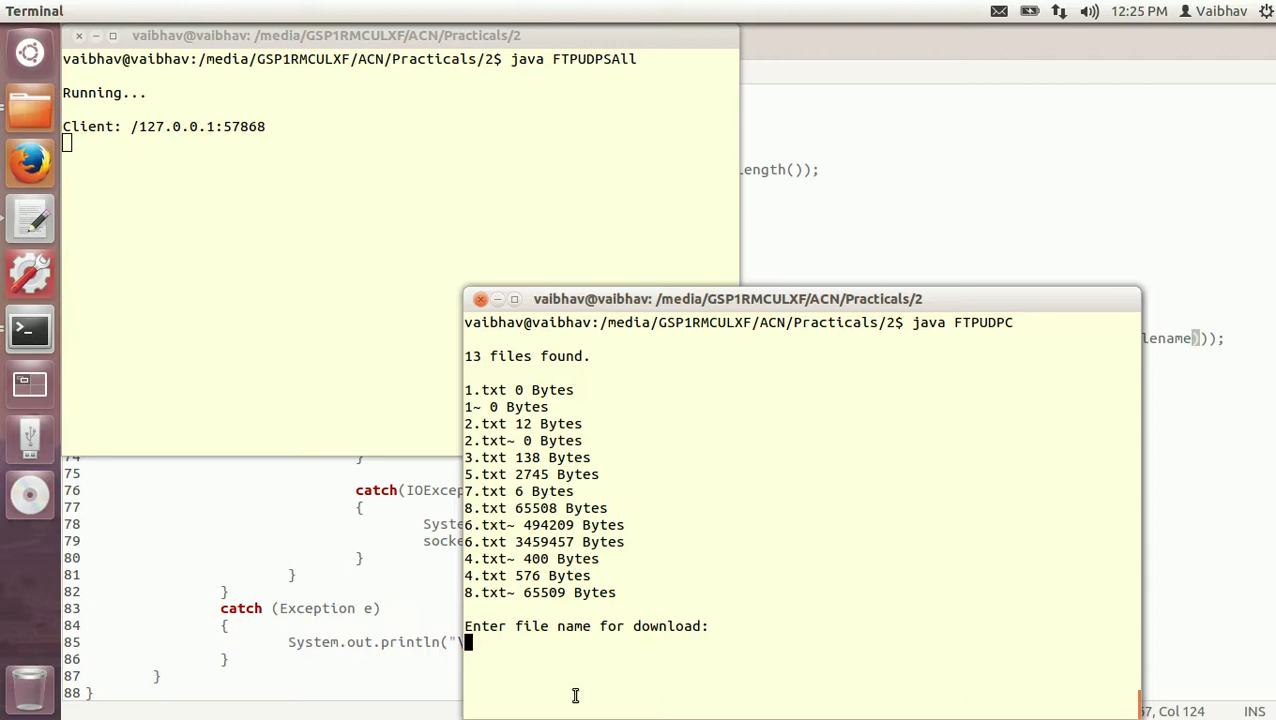 Terminal
12:25 PM Vaibhav
vaibhav@vaibhav: /media/GSP1RMCULXF/ACN/Practicals/2
vaibhav@vaibhav:/media/GSP1RMCULXF/ACN/Practicals/2$ java FTPUDPSAll
Running...
Client: /127.0.0.1:57868
ength());
vaibhav@vaibhav: /media/GSP1RMCULXF/ACN/Practicals/2
vaibhav@vaibhav:/media/GSP1RMCULXF/ACN/Practicals/2$ java FTPUDPC
13 files found.
1.txt 0 Bytes
1~ 0 Bytes
2.txt 12 Bytes
2.txt~ 0 Bytes
3.txt 138 Bytes
5.txt 2745 Bytes
7.txt 6 Bytes
8.txt 65508 Bytes
6.txt~ 494209 Bytes
6.txt 3459457 Bytes
4.txt~ 400 Bytes
4.txt 576 Bytes
8.txt~ 65509 Bytes
Enter file name for download:
lename)));
74 }
75
76 catch(IOExcep
77 {
78 Syste
79 socke
80 }
81 }
82 }
83 catch (Exception e)
84 {
85 System.out.println("\
86 }
87 }
88 }
7, Col 124 INS